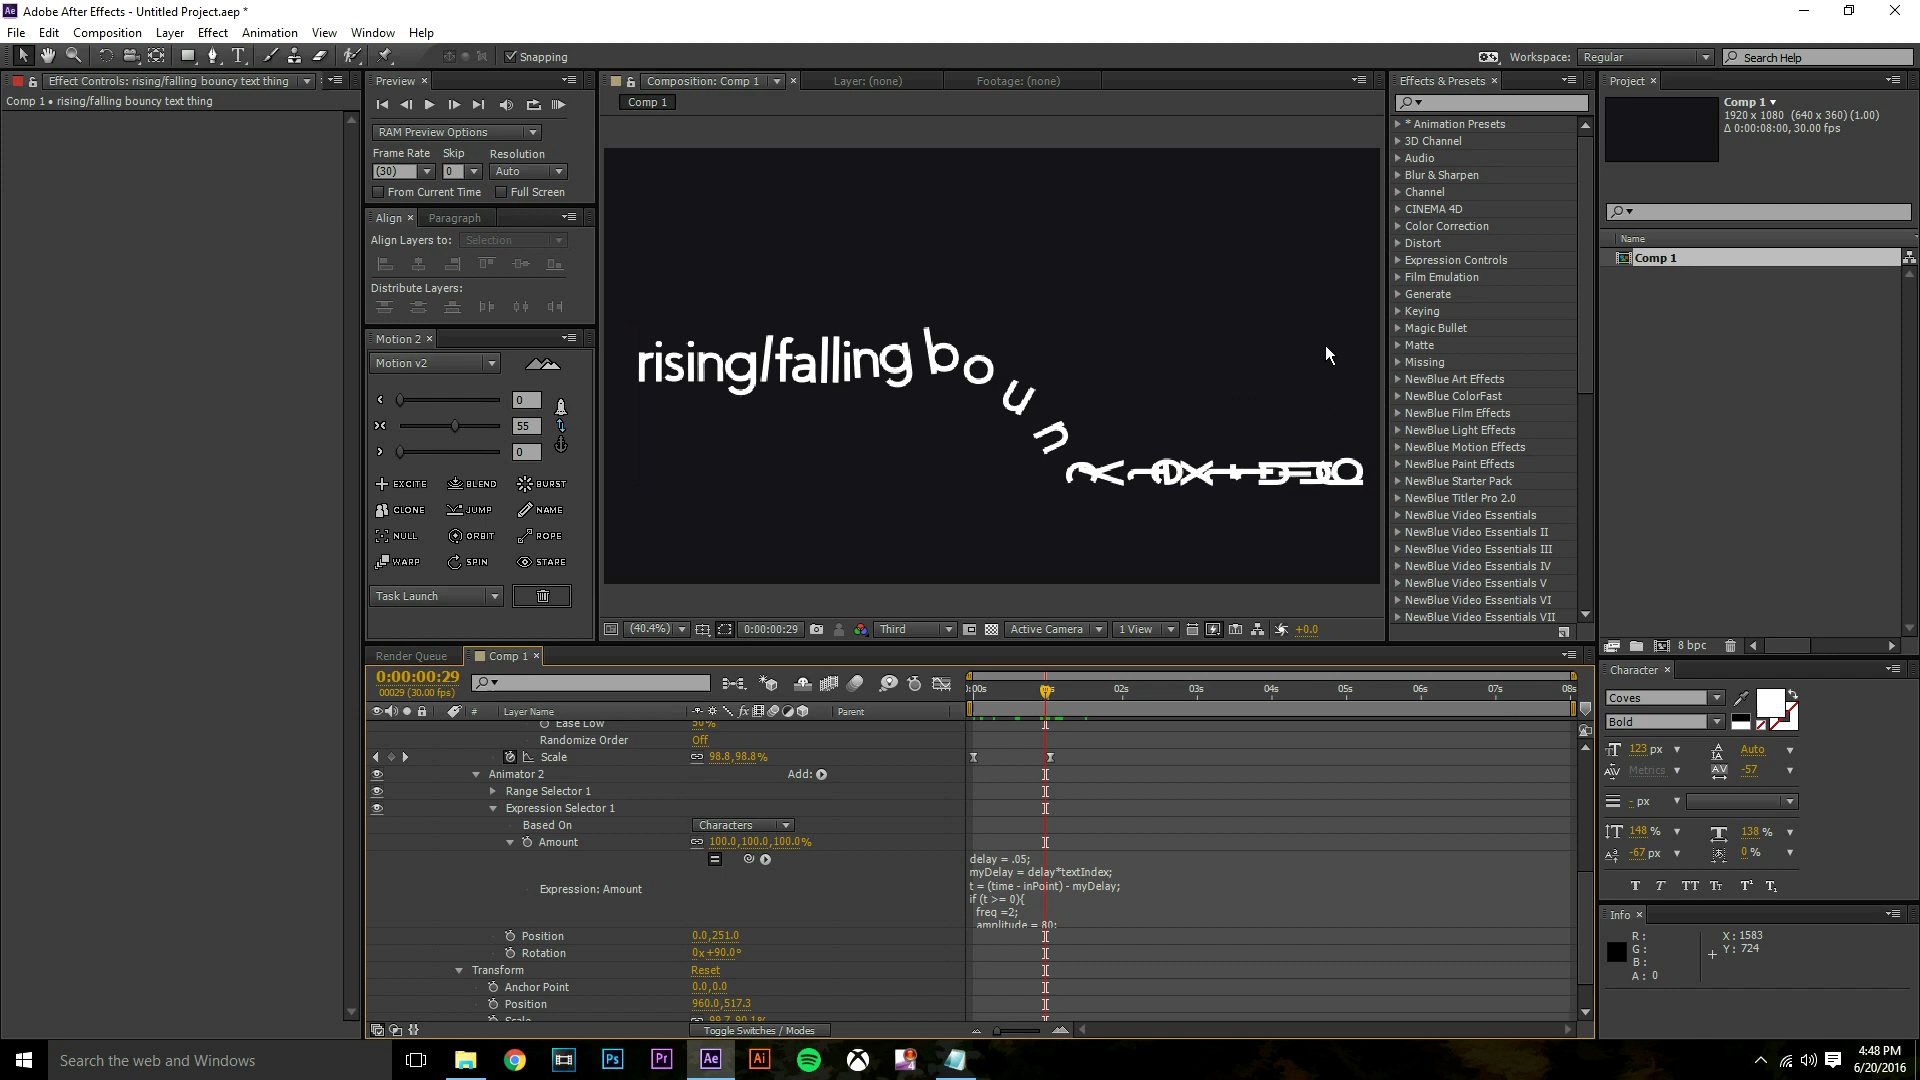 Adobe After Effects - Untitled Project.aep *
File Edit Composition Layer Effect Animation View Window Help
Snapping
Workspace: Regular
Search Help
Effect Controls: rising/falling bouncy text thing
Comp 1 • rising/falling bouncy text thing
Preview
RAM Preview Options
Frame Rate Skip Resolution
(30) 0 Auto
From Current Time Full Screen
Align Paragraph
Align Layers to: Selection
Distribute Layers:
Motion 2
Motion v2
0
55
0
EXCITE BLEND BURST
CLONE JUMP NAME
NULL ORBIT ROPE
WARP SPIN STARE
Task Launch
Composition: Comp 1 Layer: (none) Footage: (none)
Comp 1
rising/falling boun
(40.4%) 0:00:00:29 Third Active Camera 1 View +0.0
Effects & Presets
* Animation Presets
3D Channel
Audio
Blur & Sharpen
Channel
CINEMA 4D
Color Correction
Distort
Expression Controls
Film Emulation
Generate
Keying
Magic Bullet
Matte
Missing
NewBlue Art Effects
NewBlue ColorFast
NewBlue Film Effects
NewBlue Light Effects
NewBlue Motion Effects
NewBlue Paint Effects
NewBlue Starter Pack
NewBlue Titler Pro 2.0
NewBlue Video Essentials
NewBlue Video Essentials II
NewBlue Video Essentials III
NewBlue Video Essentials IV
NewBlue Video Essentials V
NewBlue Video Essentials VI
NewBlue Video Essentials VII
Project
Comp 1
1920 x 1080 (640 x 360) (1.00)
Δ 0:00:08:00, 30.00 fps
Name
Comp 1
8 bpc
Character
Coves
Bold
123 px Auto
Metrics -57
- px
148 % 138 %
-67 px 0 %
T T TT Tt T¹ T₁
Info
R : X : 1583
G : Y : 724
B :
A : 0
Render Queue Comp 1
0:00:00:29
00029 (30.00 fps)
# Layer Name Parent
:00s 02s 03s 04s 05s 06s 07s 08s
Ease Low 50%
Randomize Order Off
Scale 98.8,98.8%
Animator 2 Add:
Range Selector 1
Expression Selector 1
Based On Characters
Amount 100.0,100.0,100.0%
Expression: Amount
delay = .05;
myDelay = delay*textIndex;
t = (time - inPoint) - myDelay;
if (t >= 0){
freq =2;
amplitude = 80;
Position 0.0,251.0
Rotation 0x+90.0°
Transform Reset
Anchor Point 0.0,0.0
Position 960.0,517.3
Scale 99.7,90.1%
Toggle Switches / Modes
Search the web and Windows
4:48 PM
6/20/2016